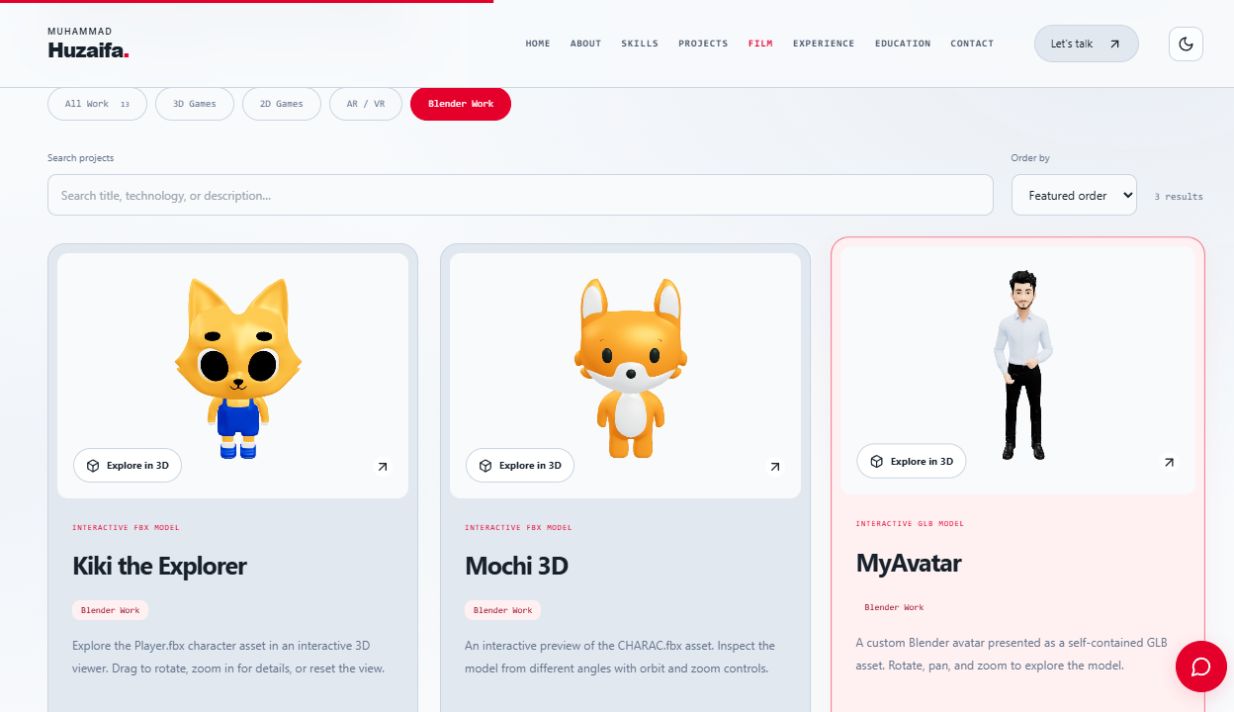 MUHAMMAD
Huzaifa.
HOME ABOUT SKILLS PROJECTS FILM EXPERIENCE EDUCATION CONTACT
Let's talk
All Work 13
3D Games
2D Games
AR / VR
Blender Work
Search projects
Order by
Search title, technology, or description...
Featured order
3 results
Explore in 3D
Explore in 3D
Explore in 3D
INTERACTIVE FBX MODEL
Kiki the Explorer
Blender Work
Explore the Player.fbx character asset in an interactive 3D
viewer. Drag to rotate, zoom in for details, or reset the view.
INTERACTIVE FBX MODEL
Mochi 3D
Blender Work
An interactive preview of the CHARAC.fbx asset. Inspect the
model from different angles with orbit and zoom controls.
INTERACTIVE GLB MODEL
MyAvatar
Blender Work
A custom Blender avatar presented as a self-contained GLB
asset. Rotate, pan, and zoom to explore the model.